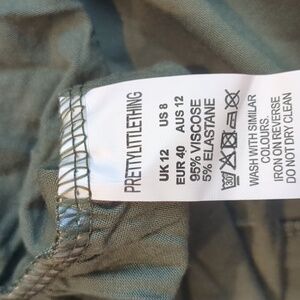 PRETTYLITTLETHING
UK 12 US 8
EUR 40 AUS 12
95% VISCOSE
5% ELASTANE
WASH WITH SIMILAR
COLOURS.
IRON ON REVERSE
DO NOT DRY CLEAN